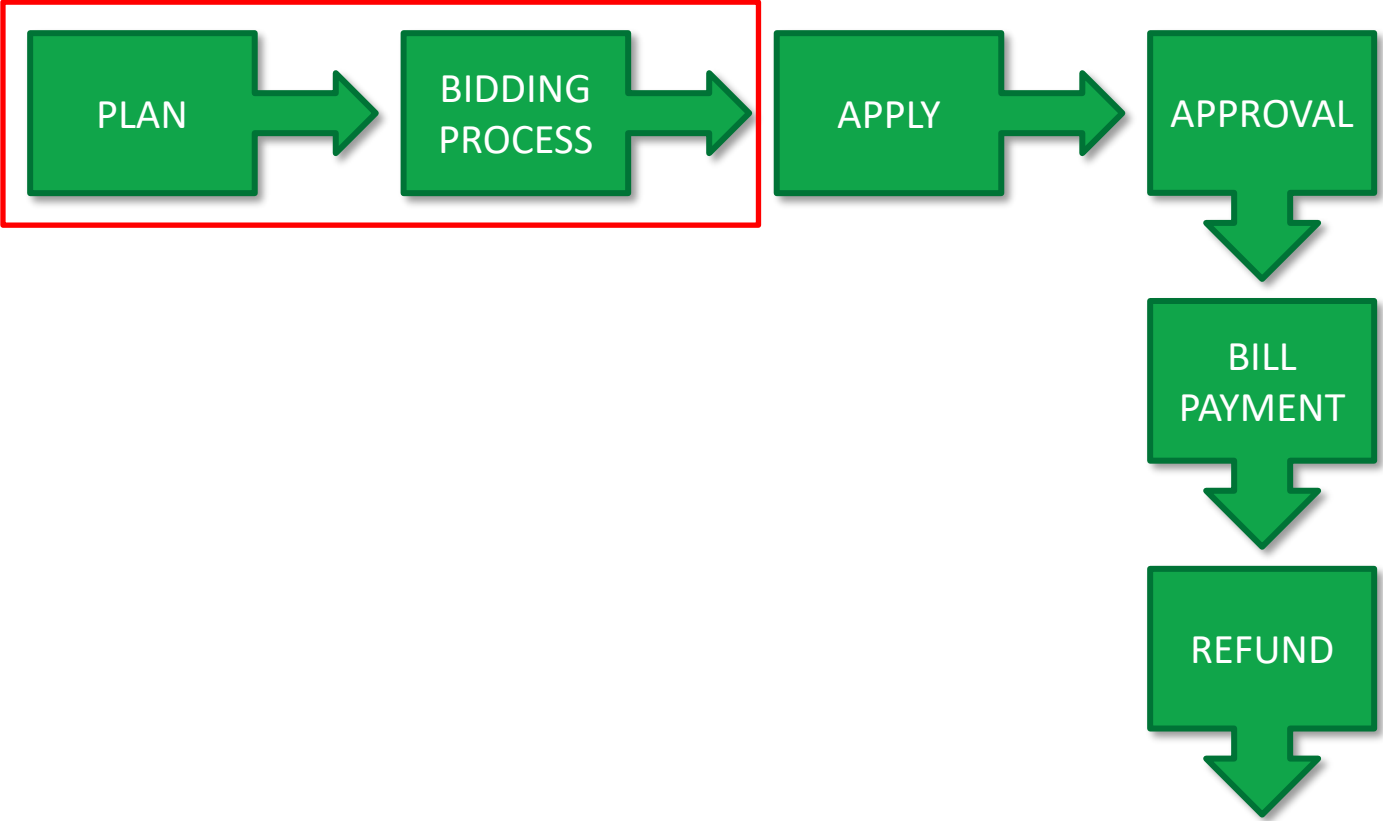 PLAN
BIDDING
PROCESS
APPLY
APPROVAL
BILL
PAYMENT
REFUND